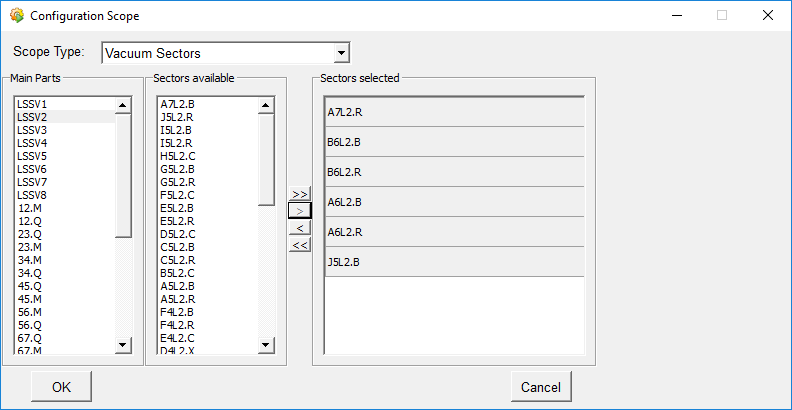 Configuration Scope
Scope Type:
Vacuum Sectors
Main Parts
LSSV1
LSSV2
LSSV3
LSSV4
LSSV5
LSSV6
LSSV7
LSSV8
12.M
12.Q
23.Q
23.M
34.M
34.Q
45.Q
45.M
56.M
56.Q
67.Q
67.M
Sectors available
A7L2.B
J5L2.R
I5L2.B
I5L2.R
H5L2.C
G5L2.B
G5L2.R
F5L2.C
E5L2.B
E5L2.R
D5L2.C
C5L2.B
C5L2.R
B5L2.C
A5L2.B
A5L2.R
F4L2.B
F4L2.R
E4L2.C
D4L2.X
>>
>
<
<<
Sectors selected
A7L2.R
B6L2.B
B6L2.R
A6L2.B
A6L2.R
J5L2.B
OK
Cancel